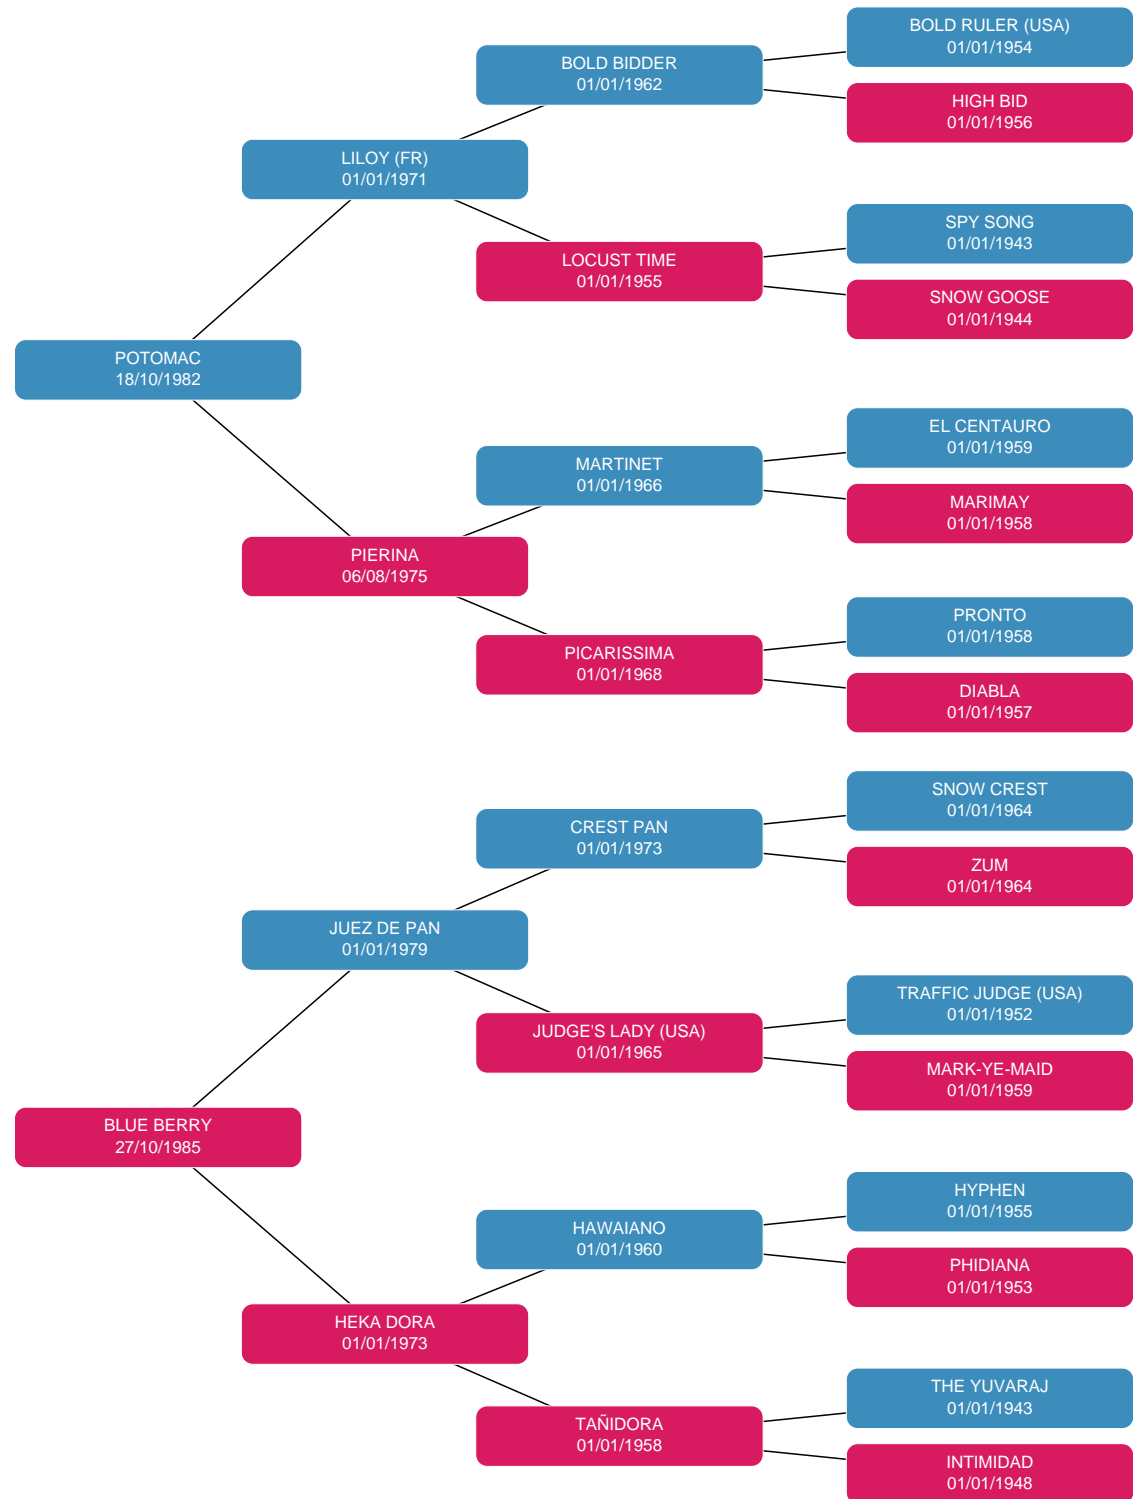 BOLD RULER (USA)
01/01/1954
BOLD BIDDER
01/01/1962
HIGH BID
01/01/1956
LILOY (FR)
01/01/1971
SPY SONG
01/01/1943
LOCUST TIME
01/01/1955
SNOW GOOSE
01/01/1944
POTOMAC
18/10/1982
EL CENTAURO
01/01/1959
MARTINET
01/01/1966
MARIMAY
01/01/1958
PIERINA
06/08/1975
PRONTO
01/01/1958
PICARISSIMA
01/01/1968
DIABLA
01/01/1957
SNOW CREST
01/01/1964
CREST PAN
01/01/1973
ZUM
01/01/1964
JUEZ DE PAN
01/01/1979
TRAFFIC JUDGE (USA)
01/01/1952
JUDGE'S LADY (USA)
01/01/1965
MARK-YE-MAID
01/01/1959
BLUE BERRY
27/10/1985
HYPHEN
01/01/1955
HAWAIANO
01/01/1960
PHIDIANA
01/01/1953
HEKA DORA
01/01/1973
THE YUVARAJ
01/01/1943
TAÑIDORA
01/01/1958
INTIMIDAD
01/01/1948